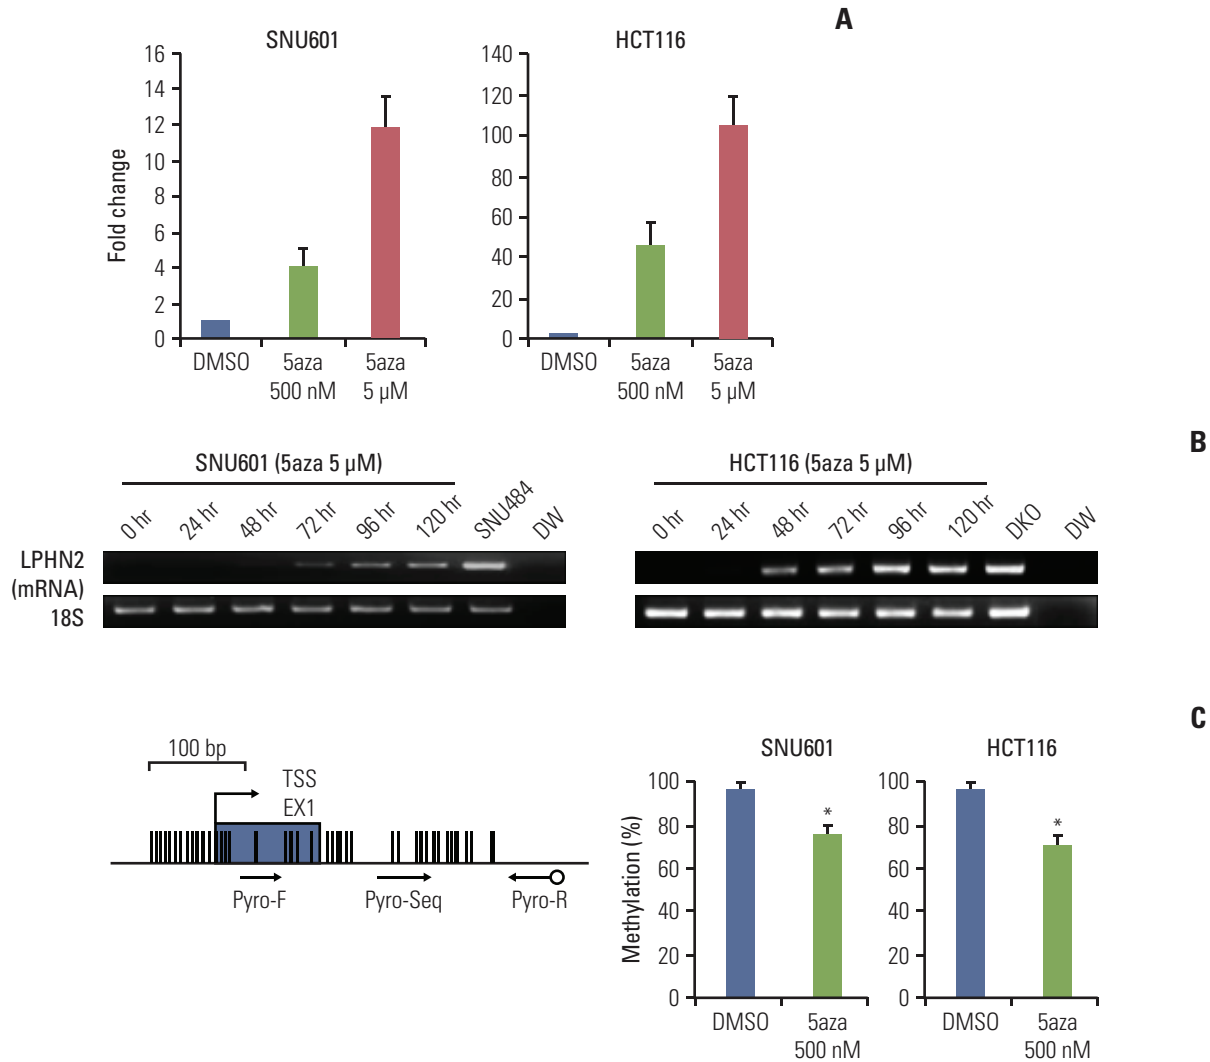 A
SNU601
HCT116
Fold change
16
14
12
10
8
6
4
2
0
DMSO
5aza
500 nM
5aza
5 µM
140
120
100
80
60
40
20
0
DMSO
5aza
500 nM
5aza
5 µM
B
SNU601 (5aza 5 µM)
0 hr 24 hr 48 hr 72 hr 96 hr 120 hr SNU484 DW
HCT116 (5aza 5 µM)
0 hr 24 hr 48 hr 72 hr 96 hr 120 hr DKO DW
LPHN2
(mRNA)
18S
C
100 bp
TSS
EX1
Pyro-F
Pyro-Seq
Pyro-R
SNU601
HCT116
Methylation (%)
100
80
60
40
20
0
*
DMSO
5aza
500 nM
100
80
60
40
20
0
*
DMSO
5aza
500 nM